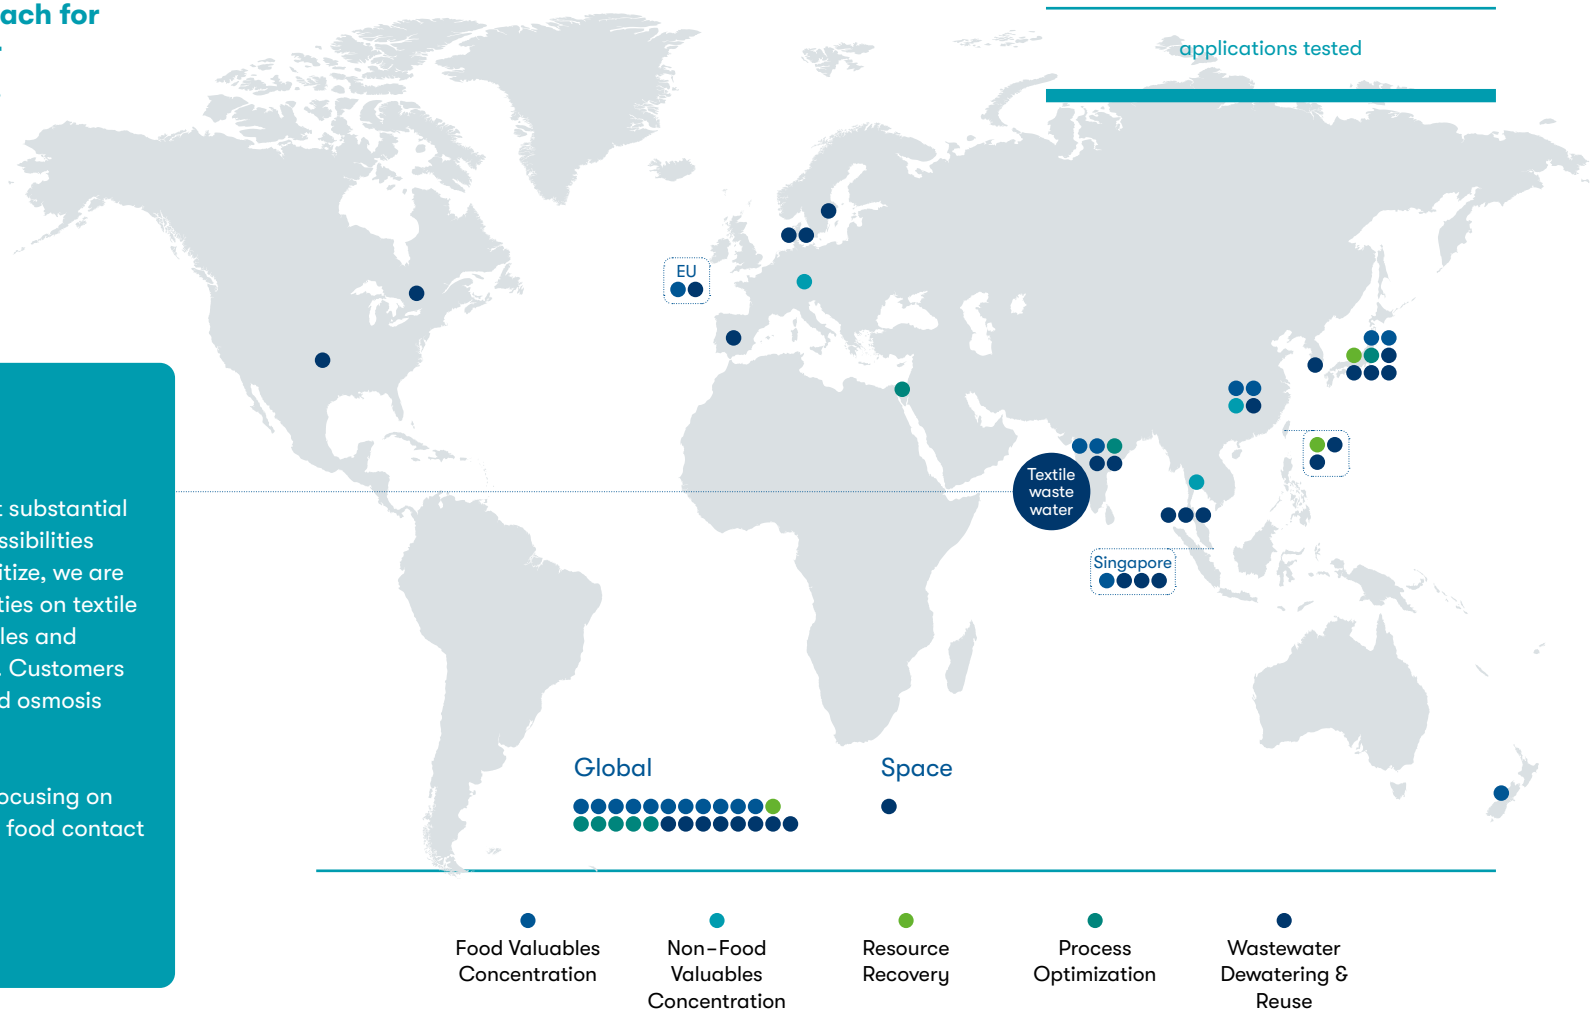 ach for
applications tested
EU
Textile
waste
water
Singapore
t substantial
ssibilities
itize, we are
ties on textile
les and
. Customers
d osmosis
ocusing on
food contact
Global
Space
Food Valuables
Concentration
Non-Food
Valuables
Concentration
Resource
Recovery
Process
Optimization
Wastewater
Dewatering &
Reuse